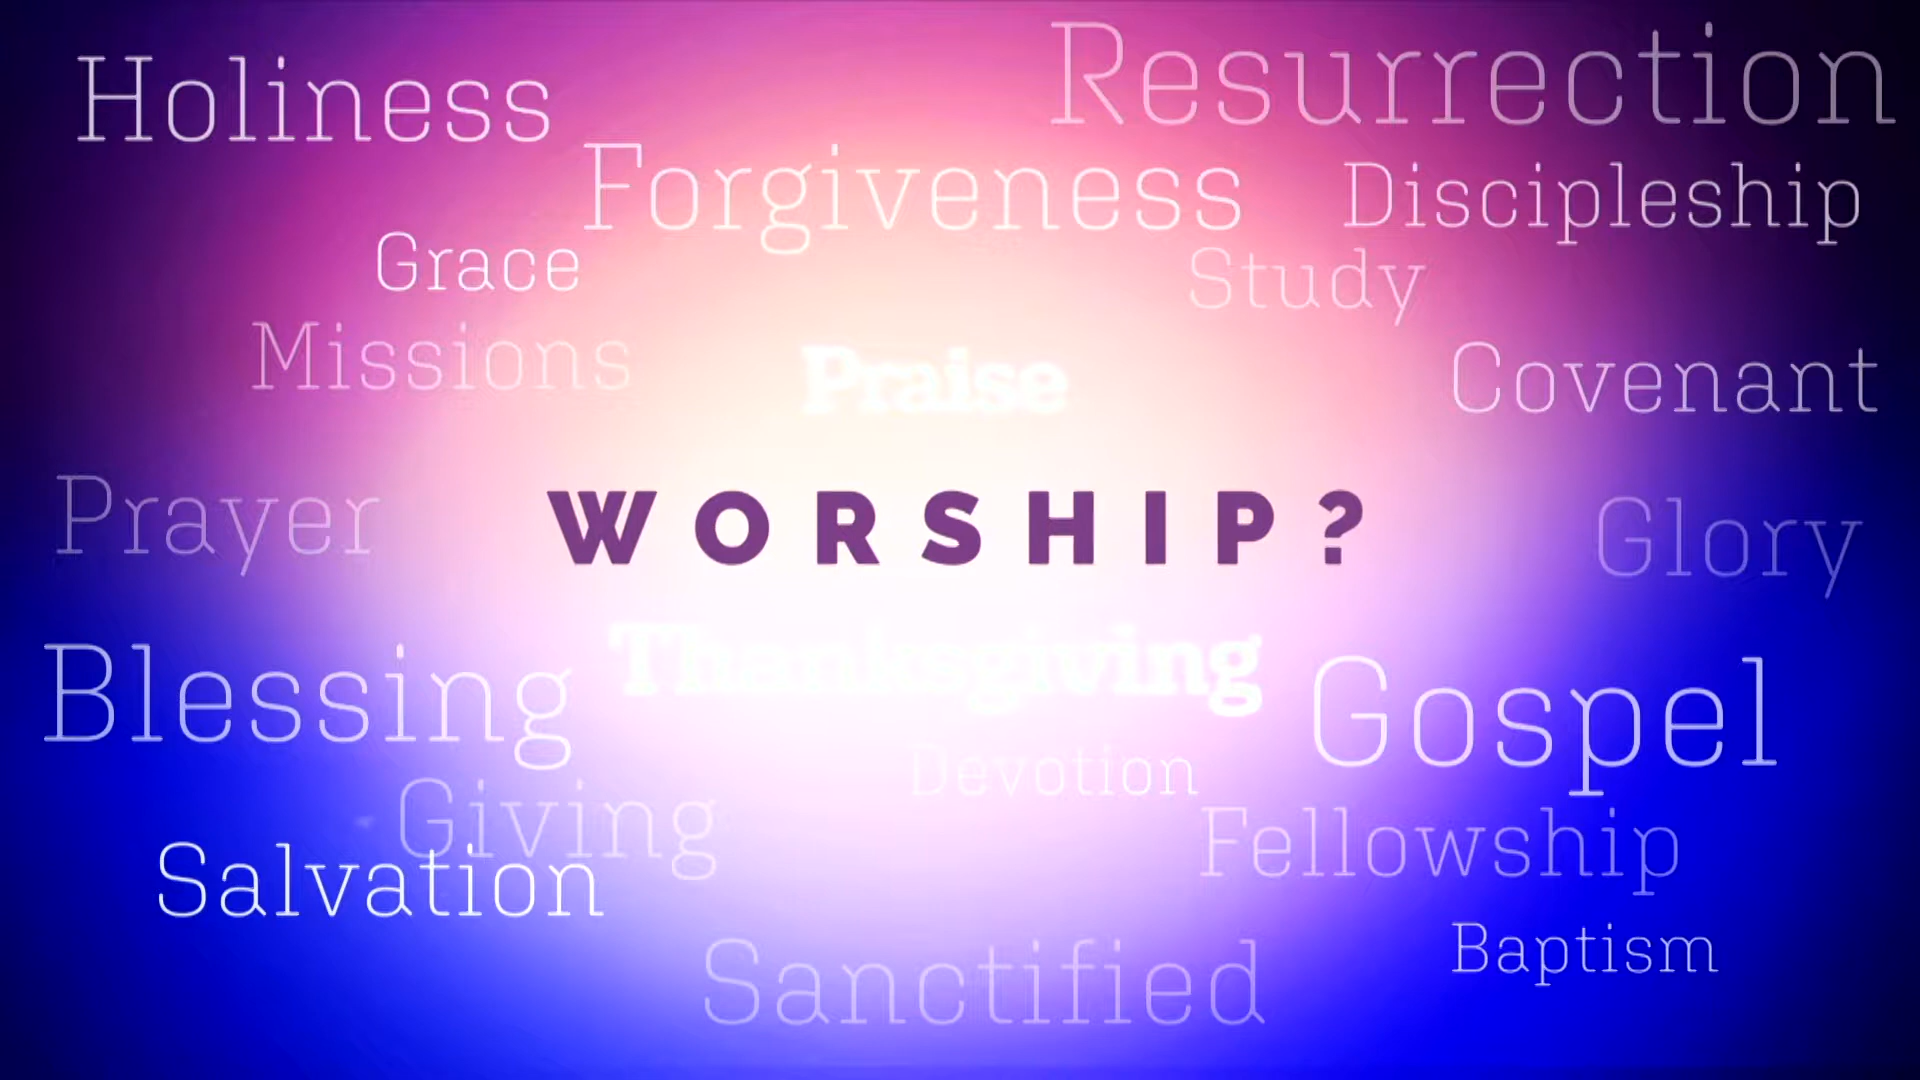 Resurrection
Holiness
Forgiveness
Discipleship
Grace
Study
Missions
Praise
Covenant
Prayer
WORSHIP?
Glory
Thanksgiving
Blessing
Gospel
Devotion
Giving
Fellowship
Salvation
Baptism
Sanctified